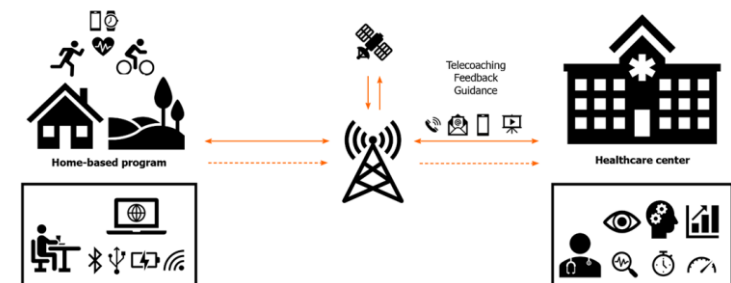 Telecoaching
Feedback
Guidance
Home-based program
Healthcare center